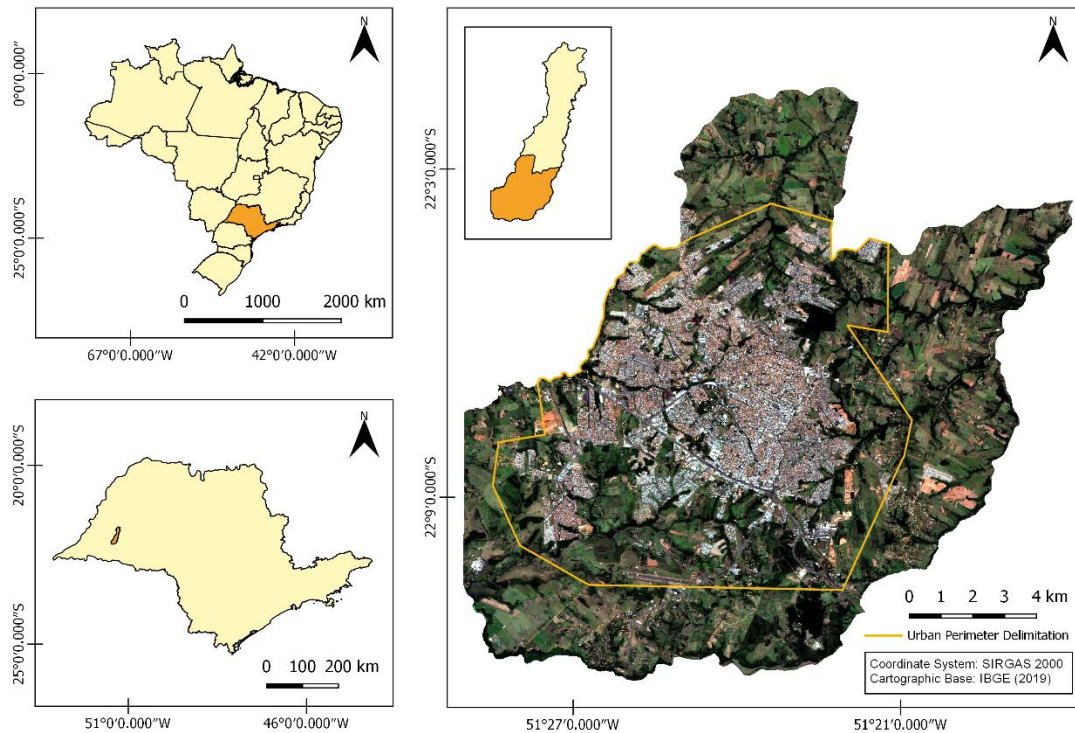 N
0°0'0.000"
25°0'0.000"S
0 1000 2000 km
67°0'0.000"W 42°0'0.000"W
N
20°0'0.000"S
25°0'0.000"S
0 100 200 km
51°0'0.000"W 46°0'0.000"W
N
22°3'0.000"S
22°9'0.000"S
0 1 2 3 4 km
Urban Perimeter Delimitation
Coordinate System: SIRGAS 2000
Cartographic Base: IBGE (2019)
51°27'0.000"W 51°21'0.000"W